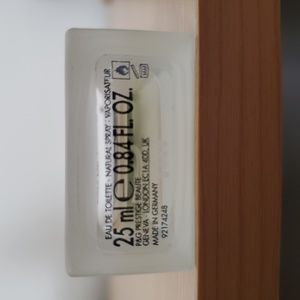 EAU DE TOILETTE · NATURAL SPRAY · VAPORISATEUR
25 ml e 0.84 FL. OZ.
P&G PRESTIGE BEAUTE
GENEVA · LONDON EC1A 4DD, UK
MADE IN GERMANY
92174248